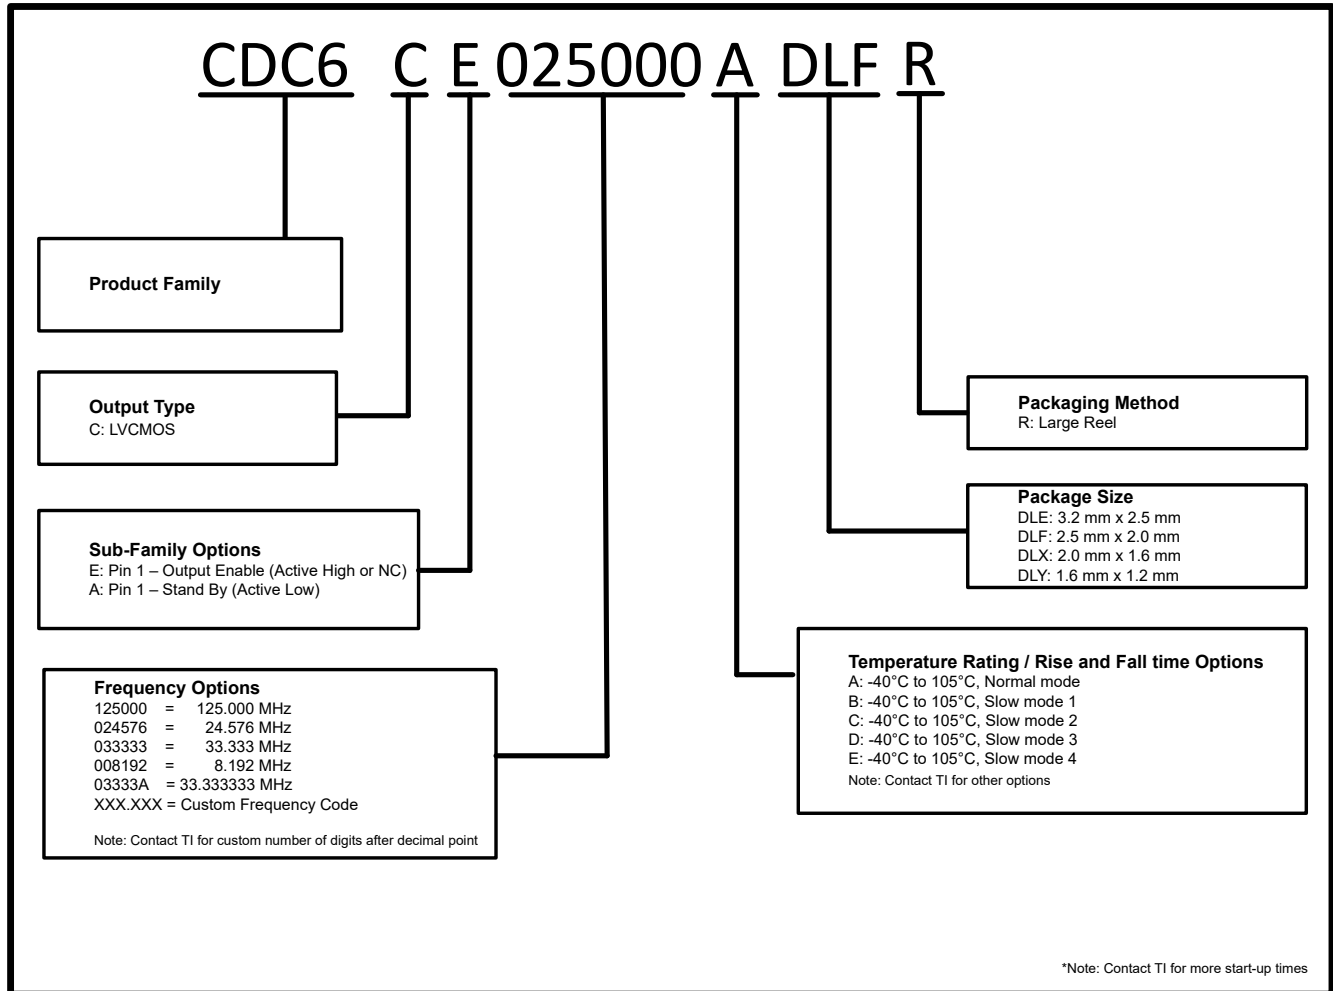 CDC6 C E 025000 A DLF R
Product Family
Output Type
C: LVCMOS
Sub-Family Options
E: Pin 1 – Output Enable (Active High or NC)
A: Pin 1 – Stand By (Active Low)
Frequency Options
125000 = 125.000 MHz
024576 = 24.576 MHz
033333 = 33.333 MHz
008192 = 8.192 MHz
03333A = 33.333333 MHz
XXX.XXX = Custom Frequency Code
Note: Contact TI for custom number of digits after decimal point
Packaging Method
R: Large Reel
Package Size
DLE: 3.2 mm x 2.5 mm
DLF: 2.5 mm x 2.0 mm
DLX: 2.0 mm x 1.6 mm
DLY: 1.6 mm x 1.2 mm
Temperature Rating / Rise and Fall time Options
A: -40°C to 105°C, Normal mode
B: -40°C to 105°C, Slow mode 1
C: -40°C to 105°C, Slow mode 2
D: -40°C to 105°C, Slow mode 3
E: -40°C to 105°C, Slow mode 4
Note: Contact TI for other options
*Note: Contact TI for more start-up times